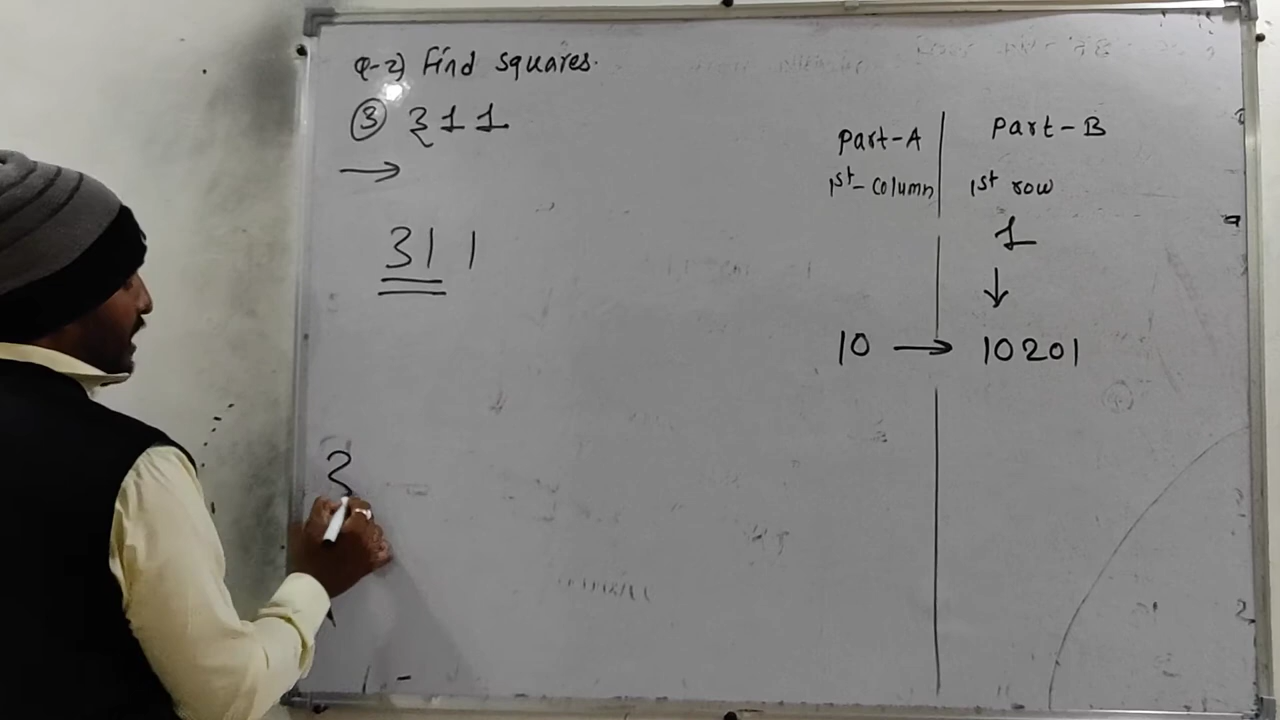 Q-2) Find squares.
③ 311
→
311
3
Part-A | Part-B
1st-column | 1st row
1
↓
10 → 10201